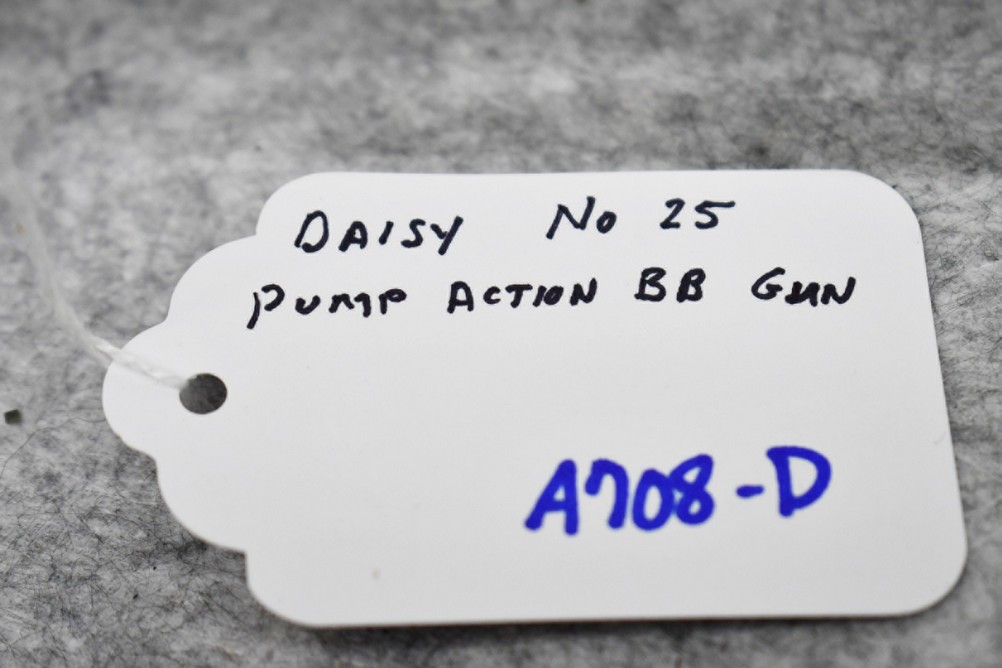 DAISY No 25
PUMP ACTION BB GUN
A708-D